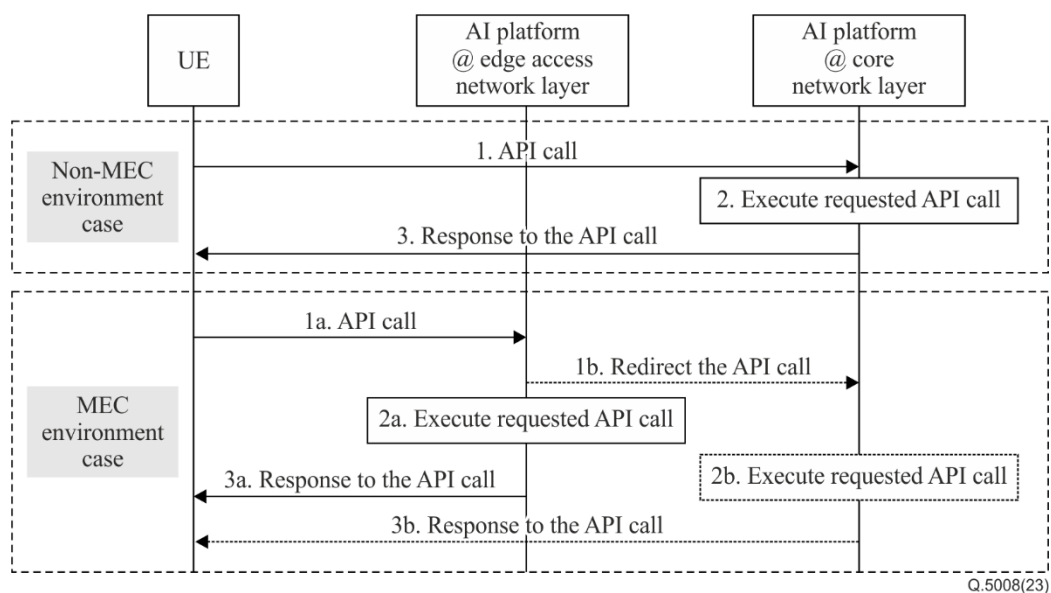 UE
AI platform
@ edge access
network layer
AI platform
@ core
network layer
Non-MEC
environment
case
1. API call
2. Execute requested API call
3. Response to the API call
MEC
environment
case
1a. API call
1b. Redirect the API call
2a. Execute requested API call
3a. Response to the API call
2b. Execute requested API call
3b. Response to the API call
Q.5008(23)